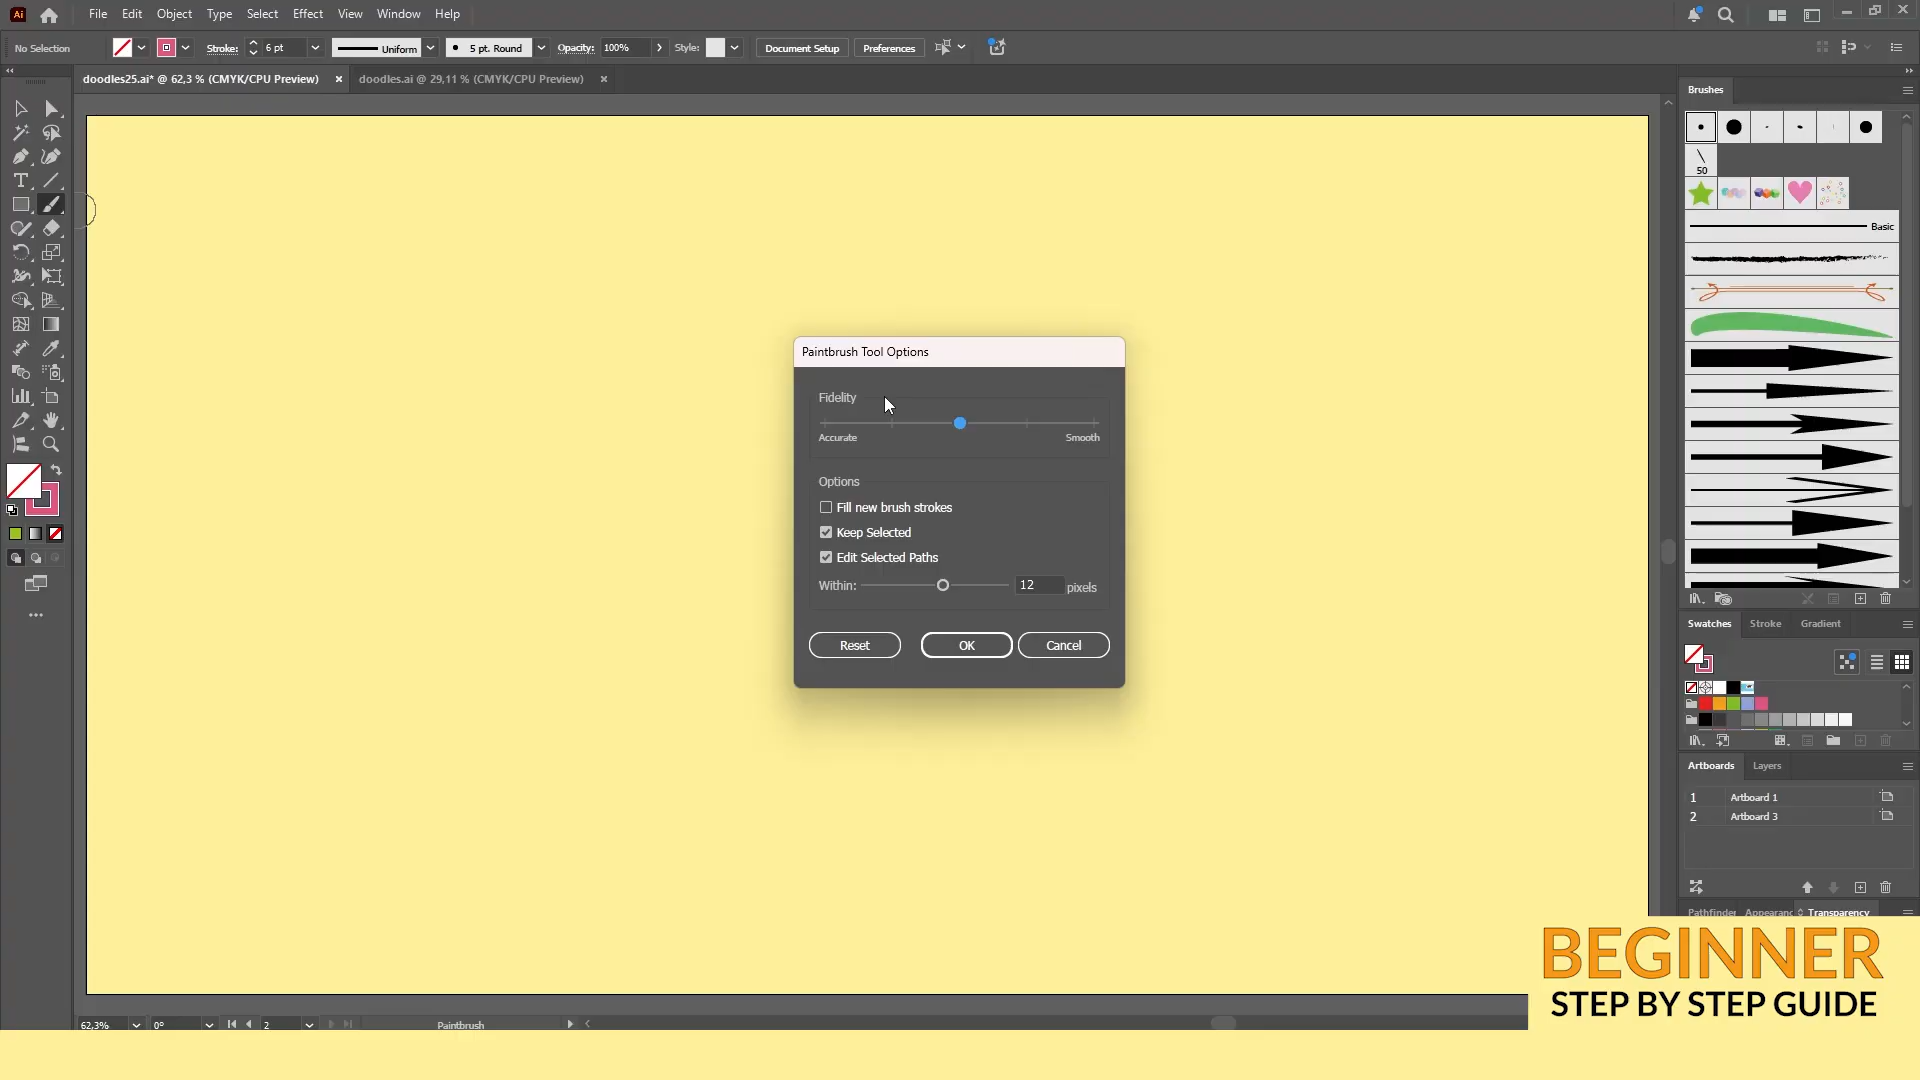 Ai File Edit Object Type Select Effect View Window Help
No Selection Stroke: 6 pt Uniform 5 pt. Round Opacity: 100% Style: Document Setup Preferences
doodles25.ai* @ 62,3 % (CMYK/CPU Preview) × doodles.ai @ 29,11 % (CMYK/CPU Preview) ×
Brushes
50
Basic
Paintbrush Tool Options
Fidelity
Accurate Smooth
Options
Fill new brush strokes
Keep Selected
Edit Selected Paths
Within: 12 pixels
Reset OK Cancel
Swatches Stroke Gradient
Artboards Layers
1 Artboard 1
2 Artboard 3
Pathfinder Appearanc Transparency
BEGINNER
STEP BY STEP GUIDE
62,3% 0° 2 Paintbrush